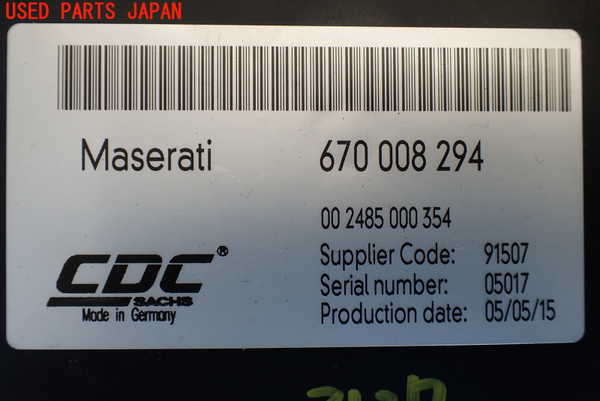 USED PARTS JAPAN
Maserati 670 008 294
00 2485 000 354
Supplier Code: 91507
Serial number: 05017
Production date: 05/05/15
CDC®
SACHS
Made in Germany